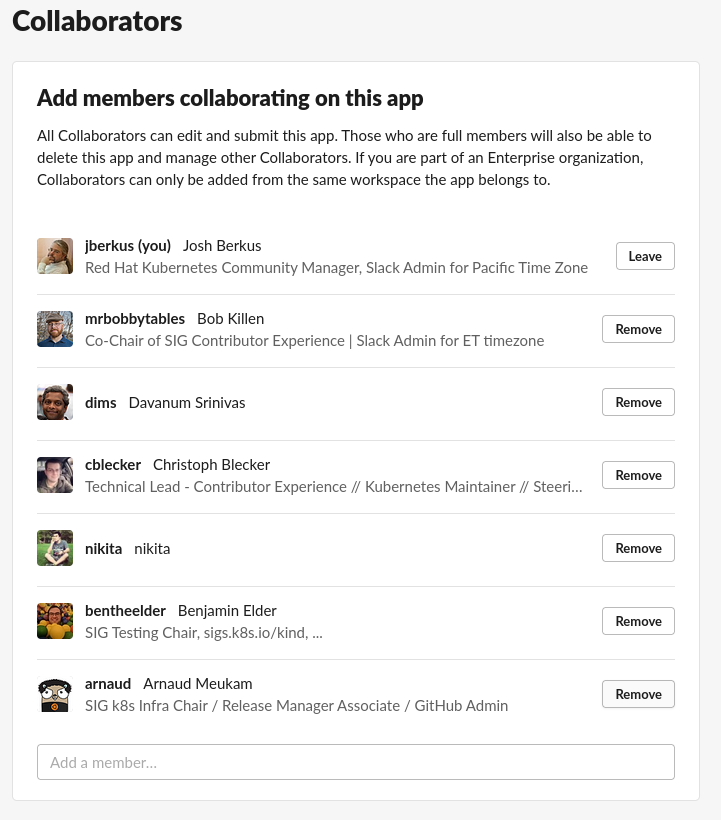 Collaborators
Add members collaborating on this app
All Collaborators can edit and submit this app. Those who are full members will also be able to
delete this app and manage other Collaborators. If you are part of an Enterprise organization,
Collaborators can only be added from the same workspace the app belongs to.
jberkus (you) Josh Berkus
Red Hat Kubernetes Community Manager, Slack Admin for Pacific Time Zone
Leave
mrbobbytables Bob Killen
Co-Chair of SIG Contributor Experience | Slack Admin for ET timezone
Remove
dims Davanum Srinivas
Remove
cblecker Christoph Blecker
Technical Lead - Contributor Experience // Kubernetes Maintainer // Steeri...
Remove
nikita nikita
Remove
bentheelder Benjamin Elder
SIG Testing Chair, sigs.k8s.io/kind, ...
Remove
arnaud Arnaud Meukam
SIG k8s Infra Chair / Release Manager Associate / GitHub Admin
Remove
Add a member...